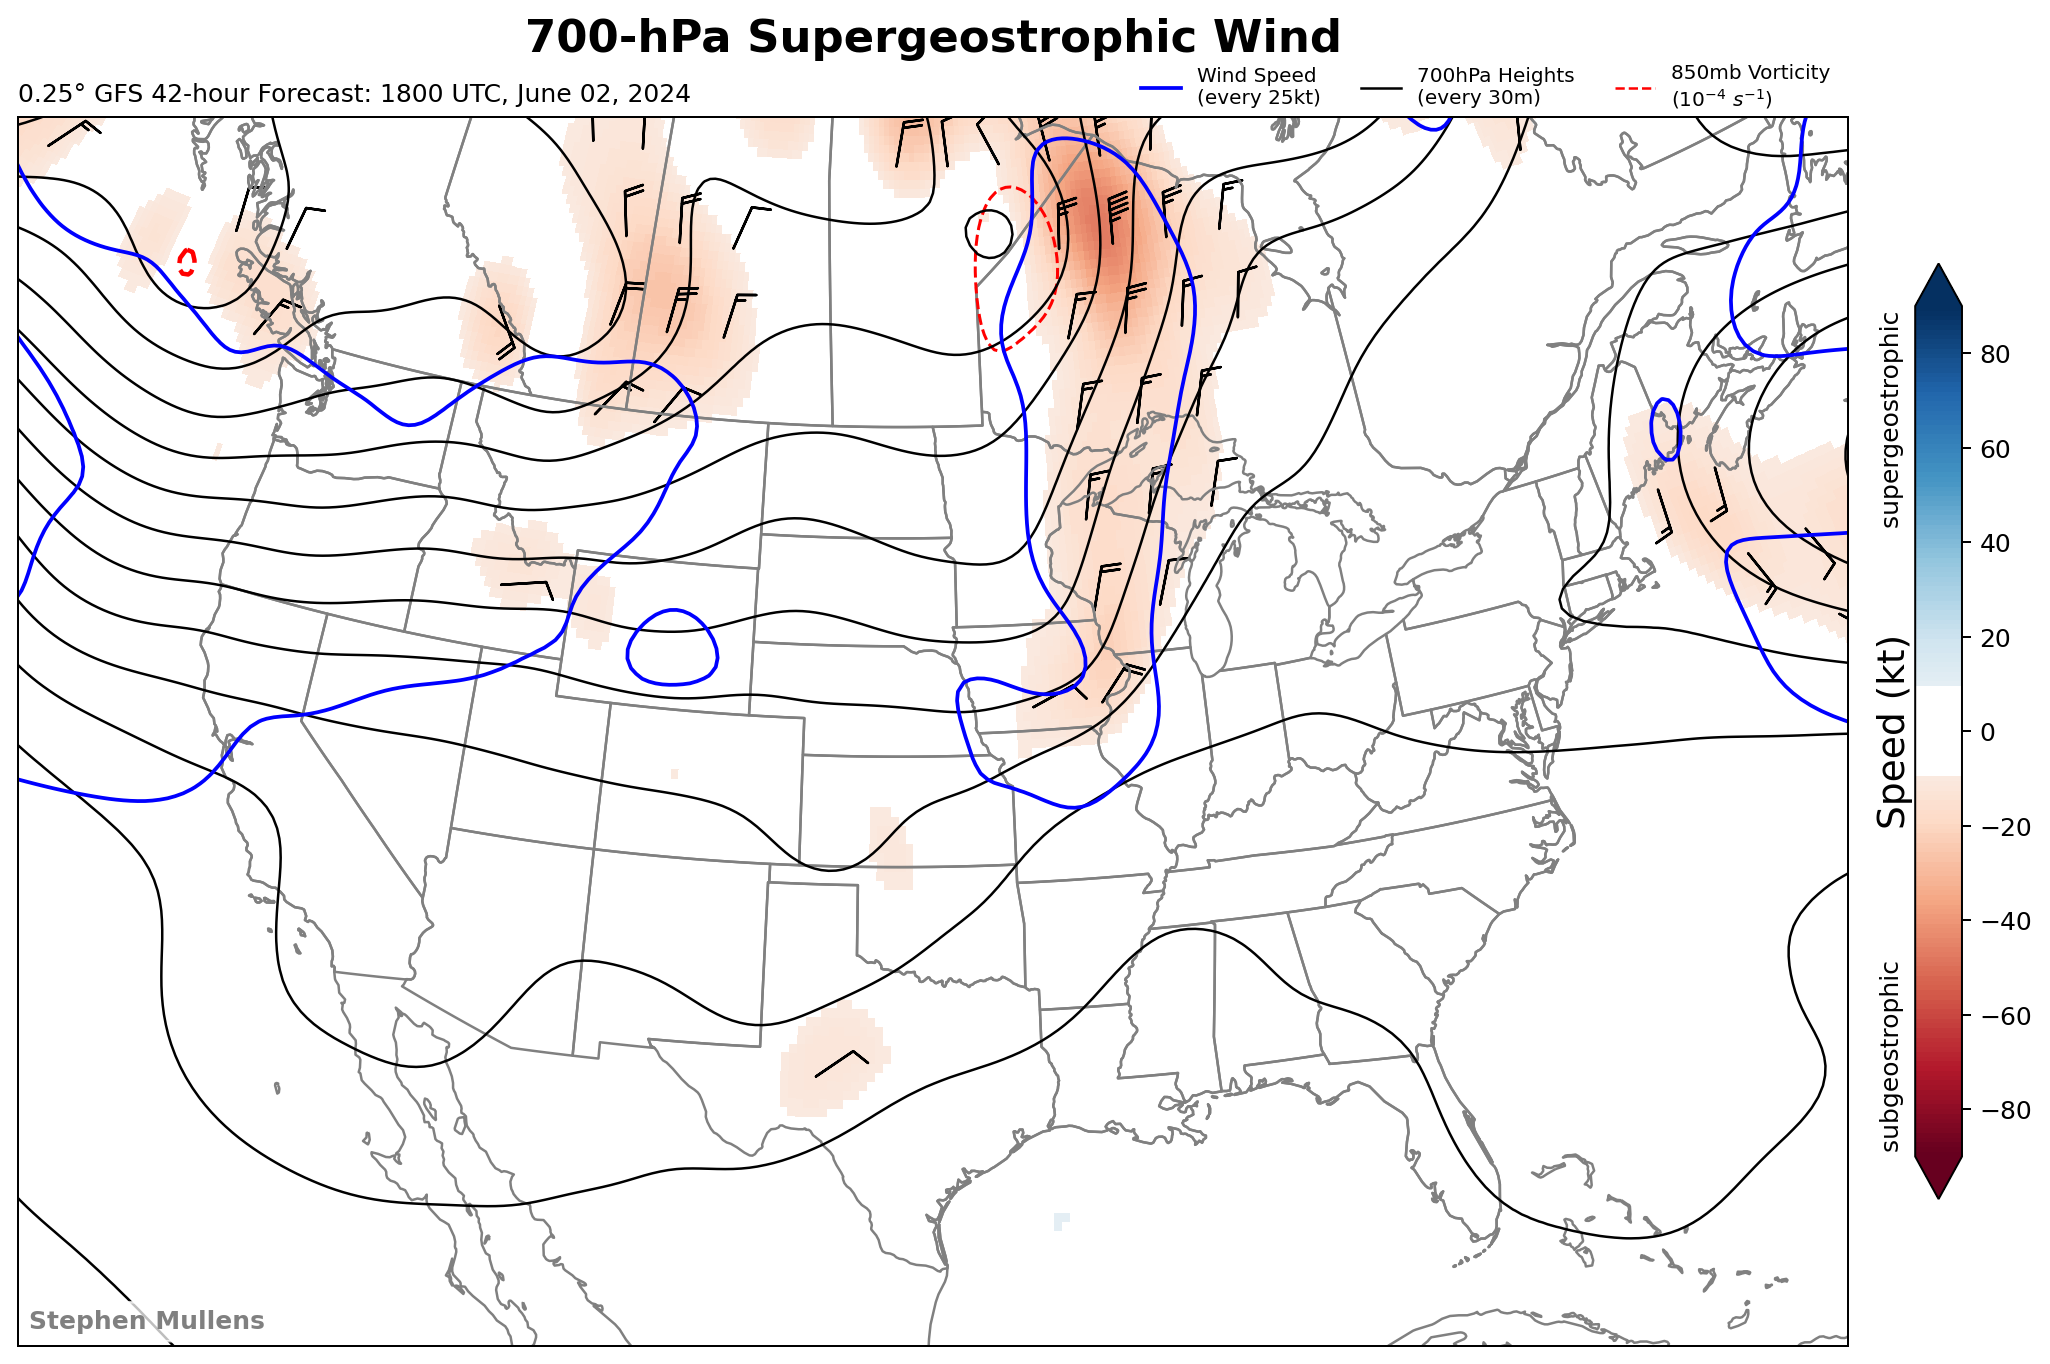 700-hPa Supergeostrophic Wind
0.25° GFS 42-hour Forecast: 1800 UTC, June 02, 2024
Wind Speed
(every 25kt)
700hPa Heights
(every 30m)
850mb Vorticity
(10⁻⁴ s⁻¹)
supergeostrophic
Speed (kt)
subgeostrophic
80
60
40
20
0
−20
−40
−60
−80
Stephen Mullens